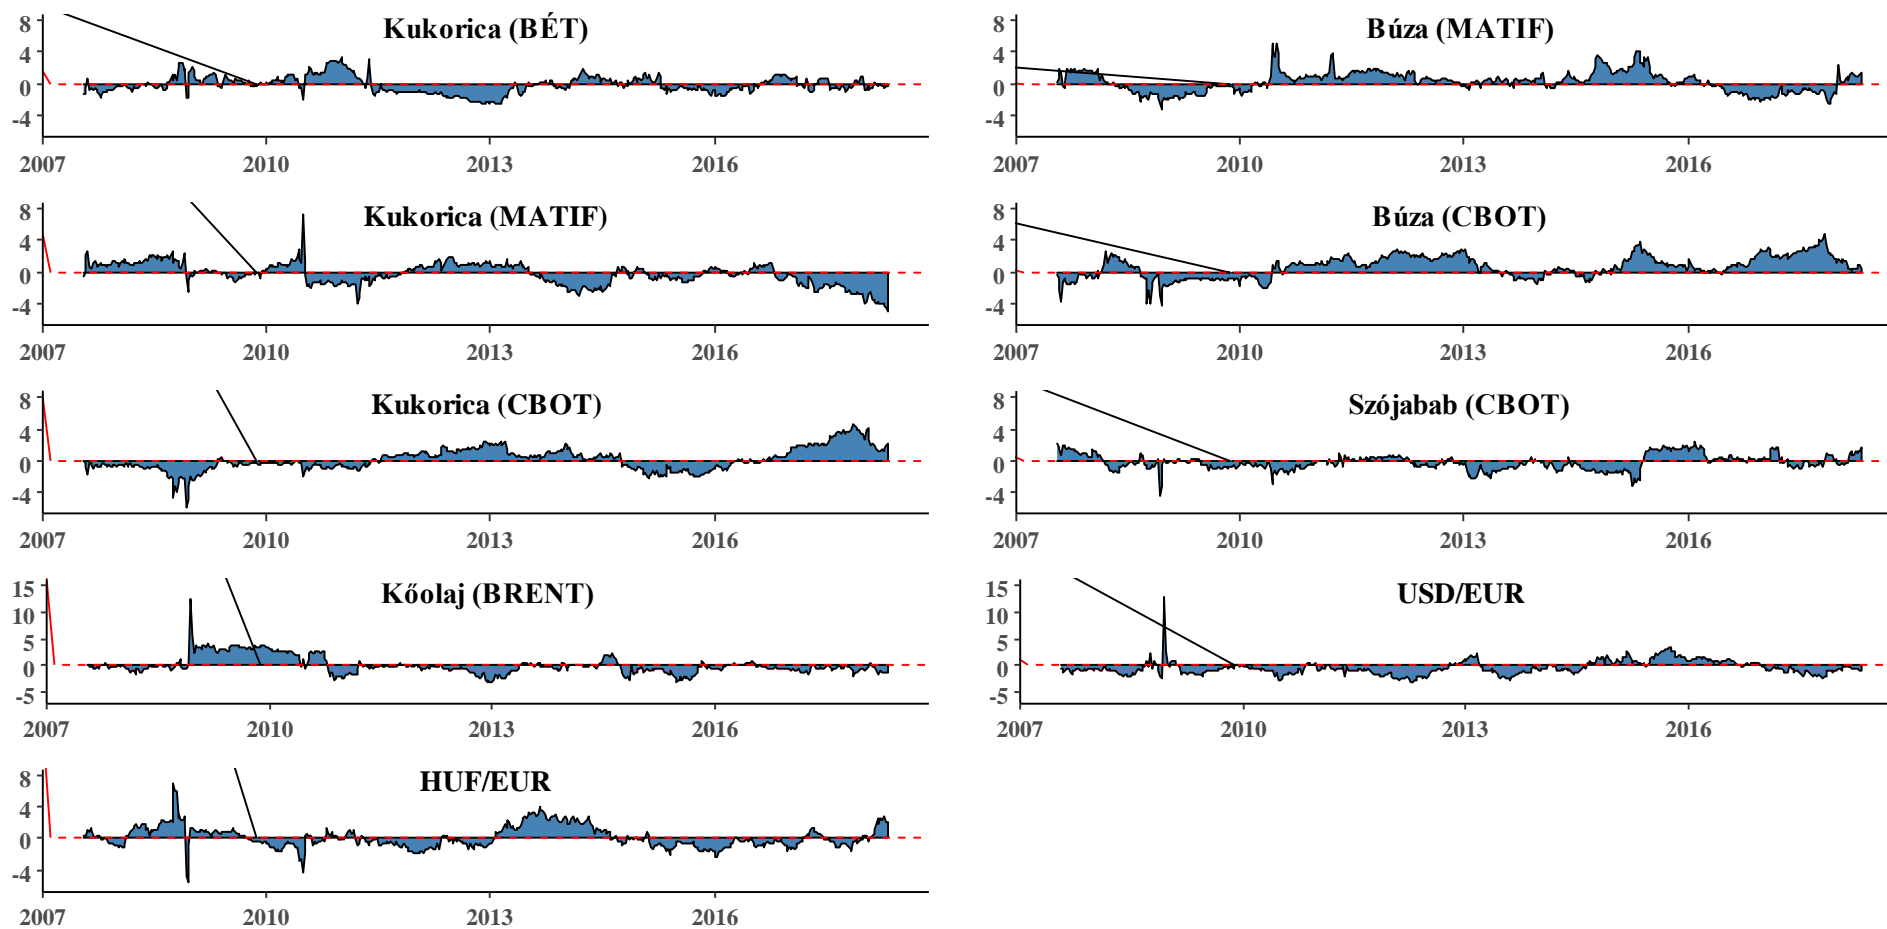 Kukorica (BÉT)
8
4
0
-4
2007 2010 2013 2016
Búza (MATIF)
8
4
0
-4
2007 2010 2013 2016
Kukorica (MATIF)
8
4
0
-4
2007 2010 2013 2016
Búza (CBOT)
8
4
0
-4
2007 2010 2013 2016
Kukorica (CBOT)
8
4
0
-4
2007 2010 2013 2016
Szójabab (CBOT)
8
4
0
-4
2007 2010 2013 2016
Kőolaj (BRENT)
15
10
5
0
-5
2007 2010 2013 2016
USD/EUR
15
10
5
0
-5
2007 2010 2013 2016
HUF/EUR
8
4
0
-4
2007 2010 2013 2016